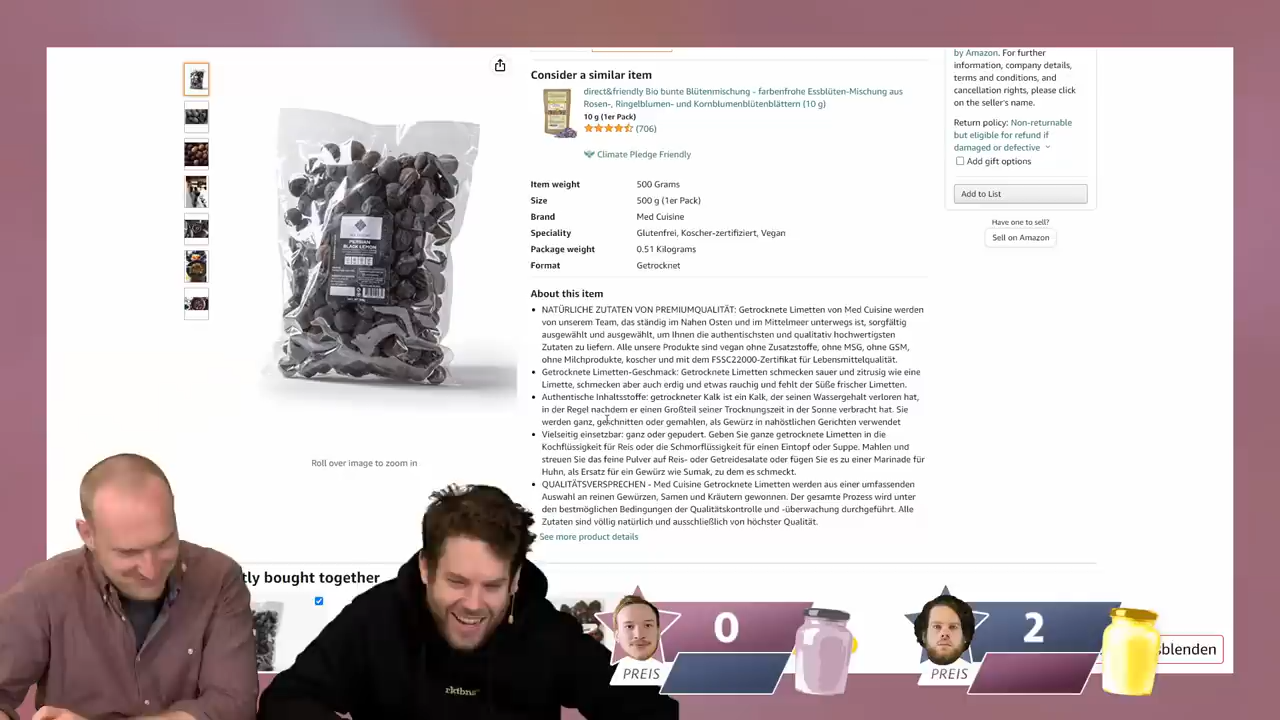 by Amazon. For further
information, company details,
terms and conditions, and
cancellation rights, please click
on the seller's name.
Return policy: Non-returnable
but eligible for refund if
damaged or defective
Add gift options
Add to List
Have one to sell?
Sell on Amazon
Consider a similar item
direct&friendly Bio bunte Blütenmischung - farbenfrohe Essblüten-Mischung aus
Rosen-, Ringelblumen- und Kornblumenblütenblättern (10 g)
10 g (1er Pack)
(706)
Climate Pledge Friendly
Item weight 500 Grams
Size 500 g (1er Pack)
Brand Med Cuisine
Speciality Glutenfrei, Koscher-zertifiziert, Vegan
Package weight 0.51 Kilograms
Format Getrocknet
About this item
NATÜRLICHE ZUTATEN VON PREMIUMQUALITÄT: Getrocknete Limetten von Med Cuisine werden
von unserem Team, das ständig im Nahen Osten und im Mittelmeer unterwegs ist, sorgfältig
ausgewählt und ausgewählt, um Ihnen die authentischsten und qualitativ hochwertigsten
Zutaten zu liefern. Alle unsere Produkte sind vegan ohne Zusatzstoffe, ohne MSG, ohne GSM,
ohne Milchprodukte, koscher und mit dem FSSC22000-Zertifikat für Lebensmittelqualität.
Getrocknete Limetten-Geschmack: Getrocknete Limetten schmecken sauer und zitrusig wie eine
Limette, schmecken aber auch erdig und etwas rauchig und fehlt der Süße frischer Limetten.
Authentische Inhaltsstoffe: getrockneter Kalk ist ein Kalk, der seinen Wassergehalt verloren hat,
in der Regel nachdem er einen Großteil seiner Trocknungszeit in der Sonne verbracht hat. Sie
werden ganz, geschnitten oder gemahlen, als Gewürz in nahöstlichen Gerichten verwendet
Vielseitig einsetzbar: ganz oder gepudert. Geben Sie ganze getrocknete Limetten in die
Kochflüssigkeit für Reis oder die Schmorflüssigkeit für einen Eintopf oder Suppe. Mahlen und
streuen Sie das feine Pulver auf Reis- oder Getreidesalate oder fügen Sie es zu einer Marinade für
Huhn, als Ersatz für ein Gewürz wie Sumak, zu dem es schmeckt.
QUALITÄTSVERSPRECHEN - Med Cuisine Getrocknete Limetten werden aus einer umfassenden
Auswahl an reinen Gewürzen, Samen und Kräutern gewonnen. Der gesamte Prozess wird unter
den bestmöglichen Bedingungen der Qualitätskontrolle und -überwachung durchgeführt. Alle
Zutaten sind völlig natürlich und ausschließlich von höchster Qualität.
See more product details
PERSIAN
BLACK LEMON
Roll over image to zoom in
tly bought together
rktbns
0
PREIS
2
PREIS
sblenden